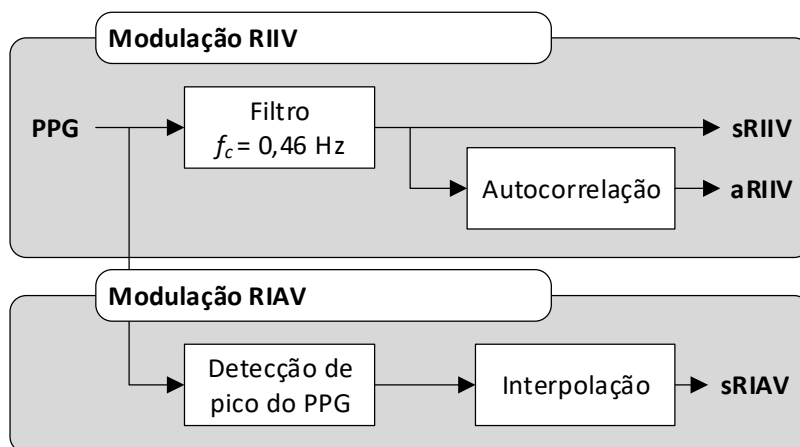 Modulação RIIV
PPG
Filtro
fc = 0,46 Hz
sRIIV
Autocorrelação
aRIIV
Modulação RIAV
Detecção de
pico do PPG
Interpolação
sRIAV